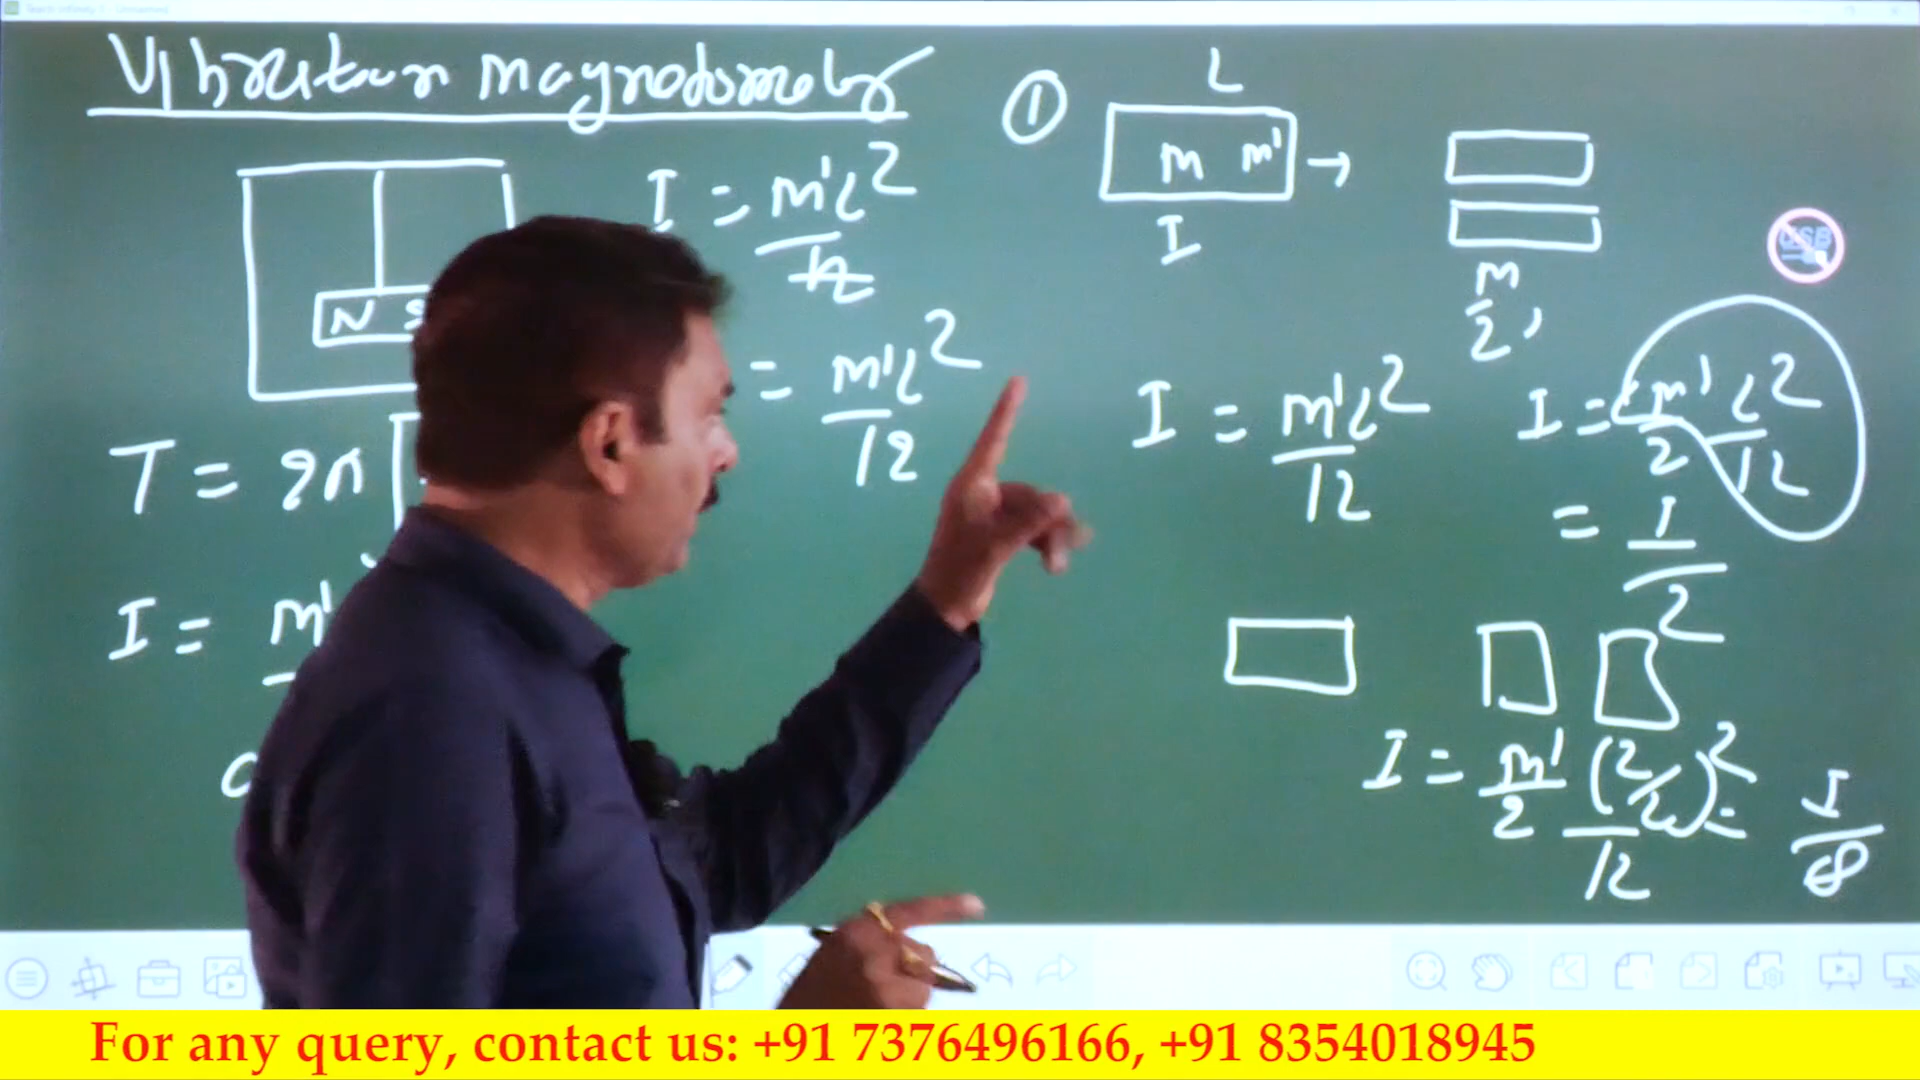 Vibration magnetometer
N S
T = 2π
I = m'
I = m'l²/12
= m'l²/12
①
L
m m' →
I
m/2,
I = m'l²/12
I = m'/2 l²/12
= I/2
I = m'/2 (l/2)²/12 = I/8
USB
For any query, contact us: +91 7376496166, +91 8354018945